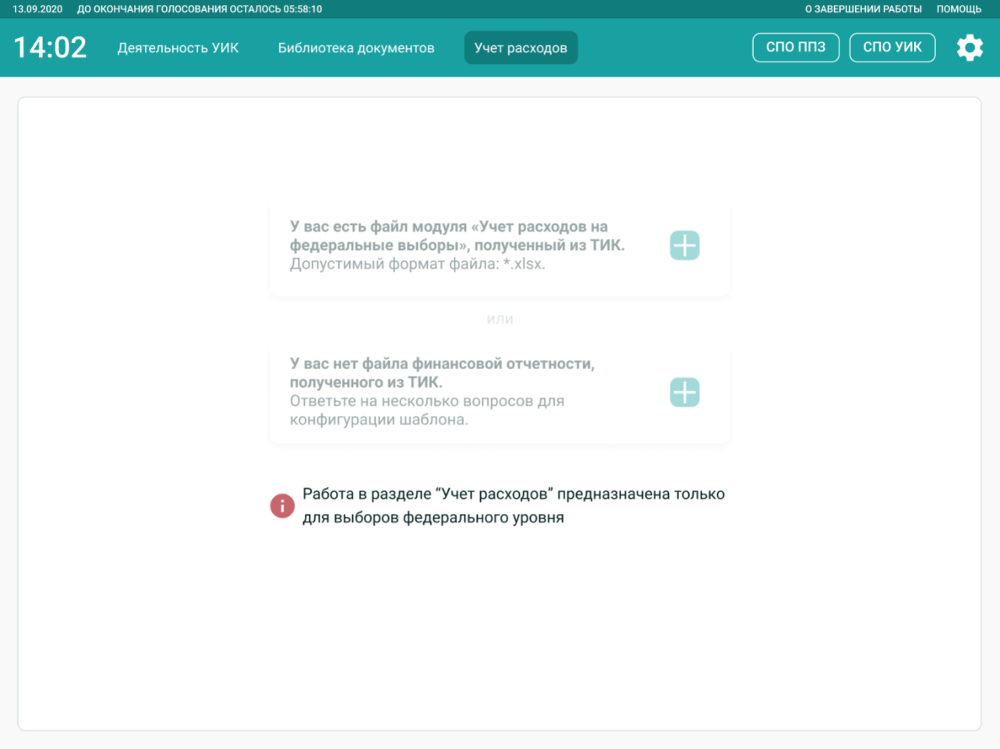 13.09.2020 ДО ОКОНЧАНИЯ ГОЛОСОВАНИЯ ОСТАЛОСЬ 05:58:10 О ЗАВЕРШЕНИИ РАБОТЫ ПОМОЩЬ
14:02 Деятельность УИК Библиотека документов Учет расходов СПО ППЗ СПО УИК
У вас есть файл модуля «Учет расходов на
федеральные выборы», полученный из ТИК.
Допустимый формат файла: *.xlsx.
ИЛИ
У вас нет файла финансовой отчетности,
полученного из ТИК.
Ответьте на несколько вопросов для
конфигурации шаблона.
Работа в разделе “Учет расходов” предназначена только
для выборов федерального уровня